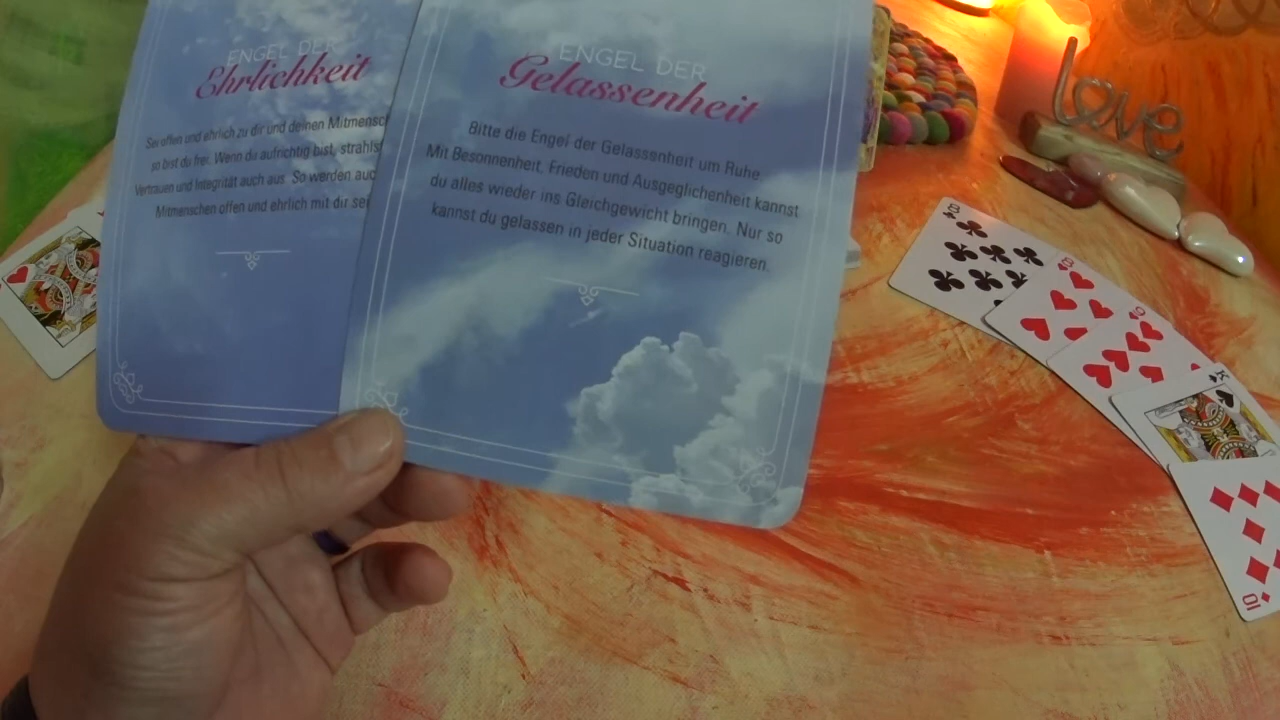 ENGEL DER
Ehrlichkeit
Sei offen und ehrlich zu dir und deinen Mitmensch
so bist du frei. Wenn du aufrichtig bist, strahlst
Vertrauen und Integrität auch aus. So werden auc
Mitmenschen offen und ehrlich mit dir sei
ENGEL DER
Gelassenheit
Bitte die Engel der Gelassenheit um Ruhe.
Mit Besonnenheit, Frieden und Ausgeglichenheit kannst
du alles wieder ins Gleichgewicht bringen. Nur so
kannst du gelassen in jeder Situation reagieren.
love
8
K
10